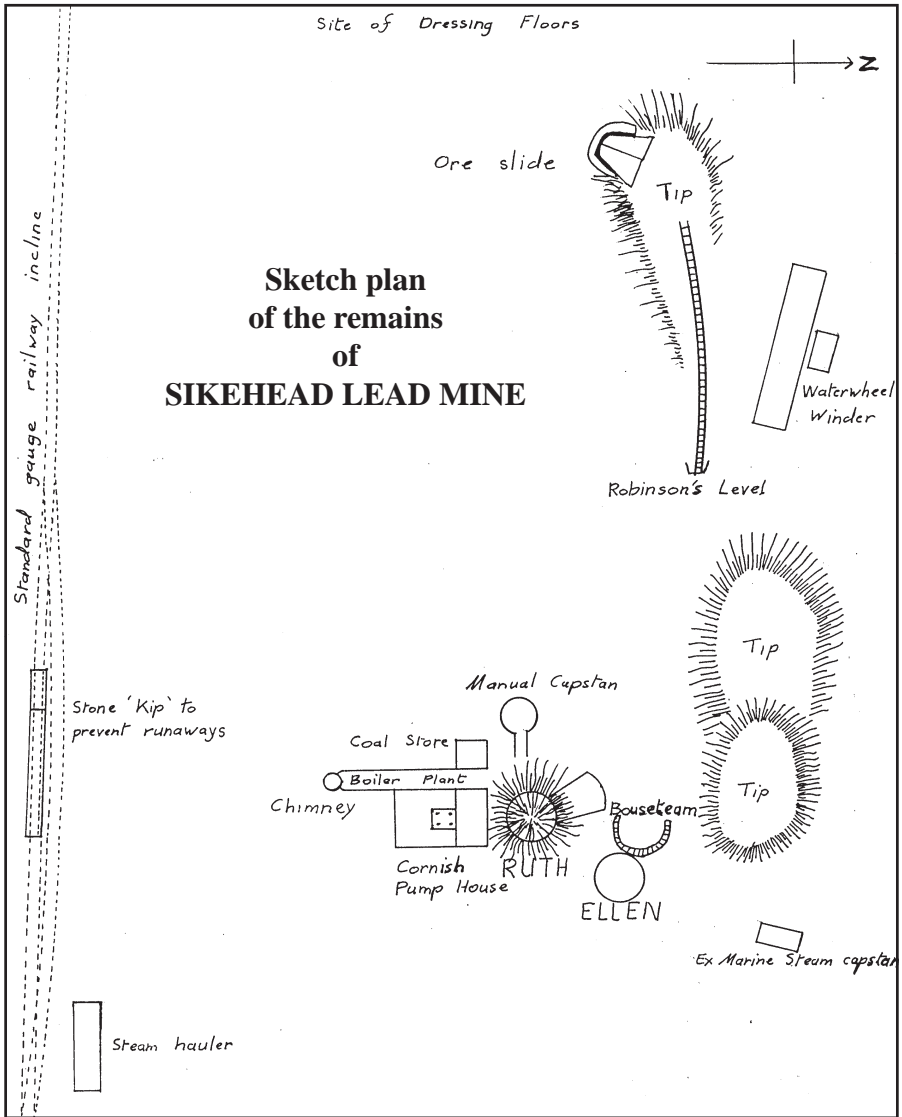 Site of Dressing Floors
N
Ore slide
Tip
Standard gauge railway incline
Sketch plan
of the remains
of
SIKEHEAD LEAD MINE
Waterwheel
Winder
Robinson's Level
Tip
Manual Capstan
Stone 'Kip' to
prevent runaways
Coal Store
Boiler Plant
Chimney
Tip
Bouseteam
Cornish
Pump House
RUTH
ELLEN
Ex Marine Steam capstan
Steam hauler